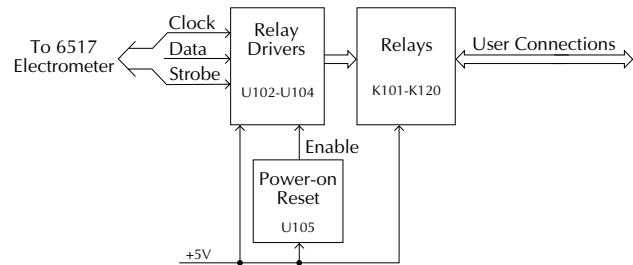 To 6517
Electrometer
Clock
Data
Strobe
Relay
Drivers
U102-U104
Relays
K101-K120
User Connections
Enable
Power-on
Reset
U105
+5V